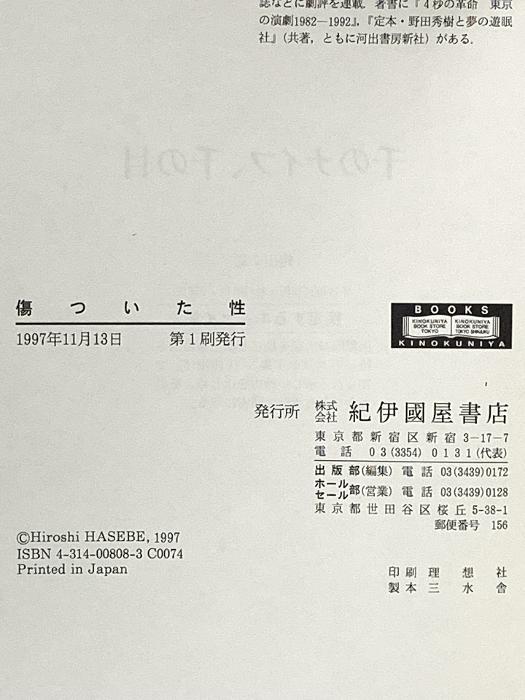 誌などに劇評を連載. 著書に『4秒の革命 東京
の演劇1982―1992』,『定本・野田秀樹と夢の遊眠
社』(共著, ともに河出書房新社) がある.
傷ついた性
1997年11月13日 第1刷発行
BOOKS
KINOKUNIYA BOOK STORE TOKYO
KINOKUNIYA BOOK STORE TOKYO SHINJUKU
KINOKUNIYA
発行所 株式会社 紀伊國屋書店
東京都新宿区新宿 3-17-7
電話 03(3354) 0131(代表)
出版部(編集) 電話 03(3439)0172
ホールセール部(営業) 電話 03(3439)0128
東京都世田谷区桜丘 5-38-1
郵便番号 156
©Hiroshi HASEBE, 1997
ISBN 4-314-00808-3 C0074
Printed in Japan
印刷 理想社
製本 三水舎